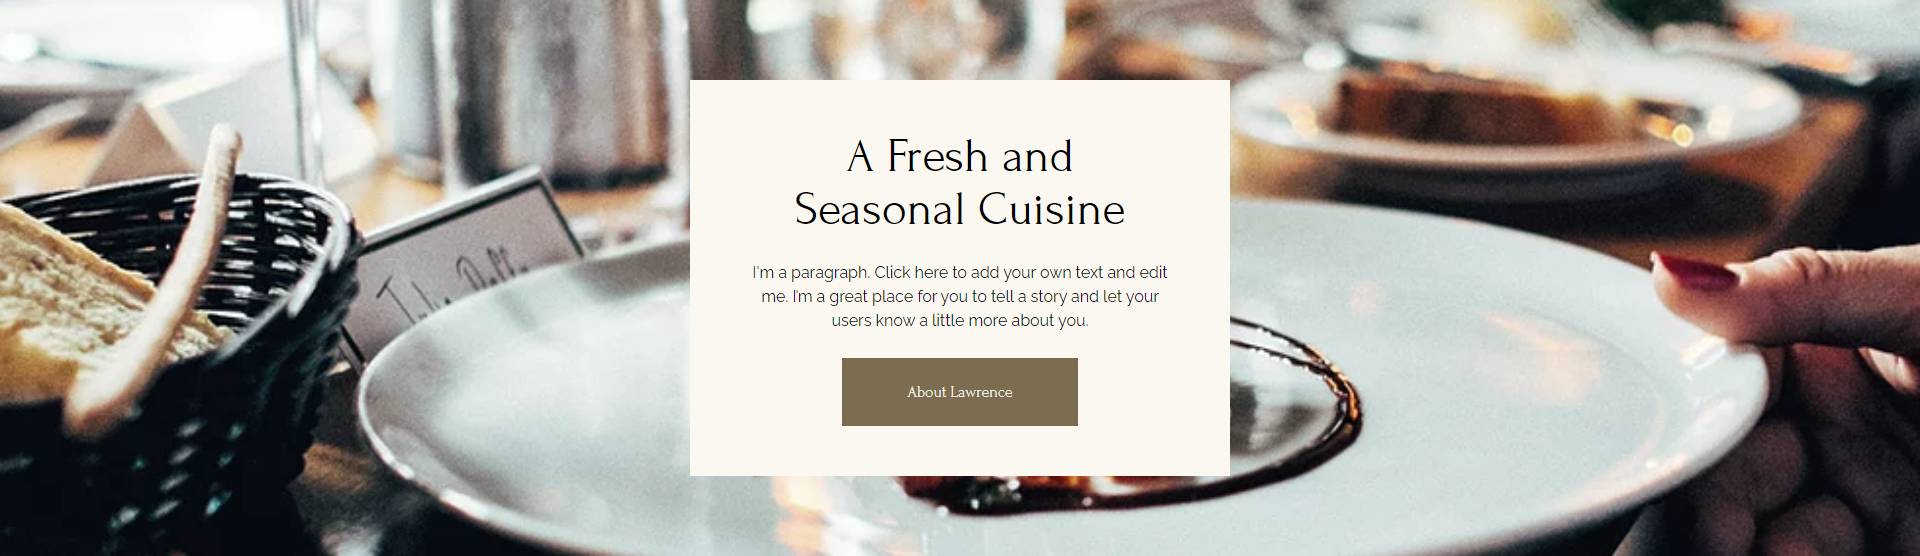 A Fresh and
Seasonal Cuisine
I'm a paragraph. Click here to add your own text and edit
me. I'm a great place for you to tell a story and let your
users know a little more about you.
About Lawrence